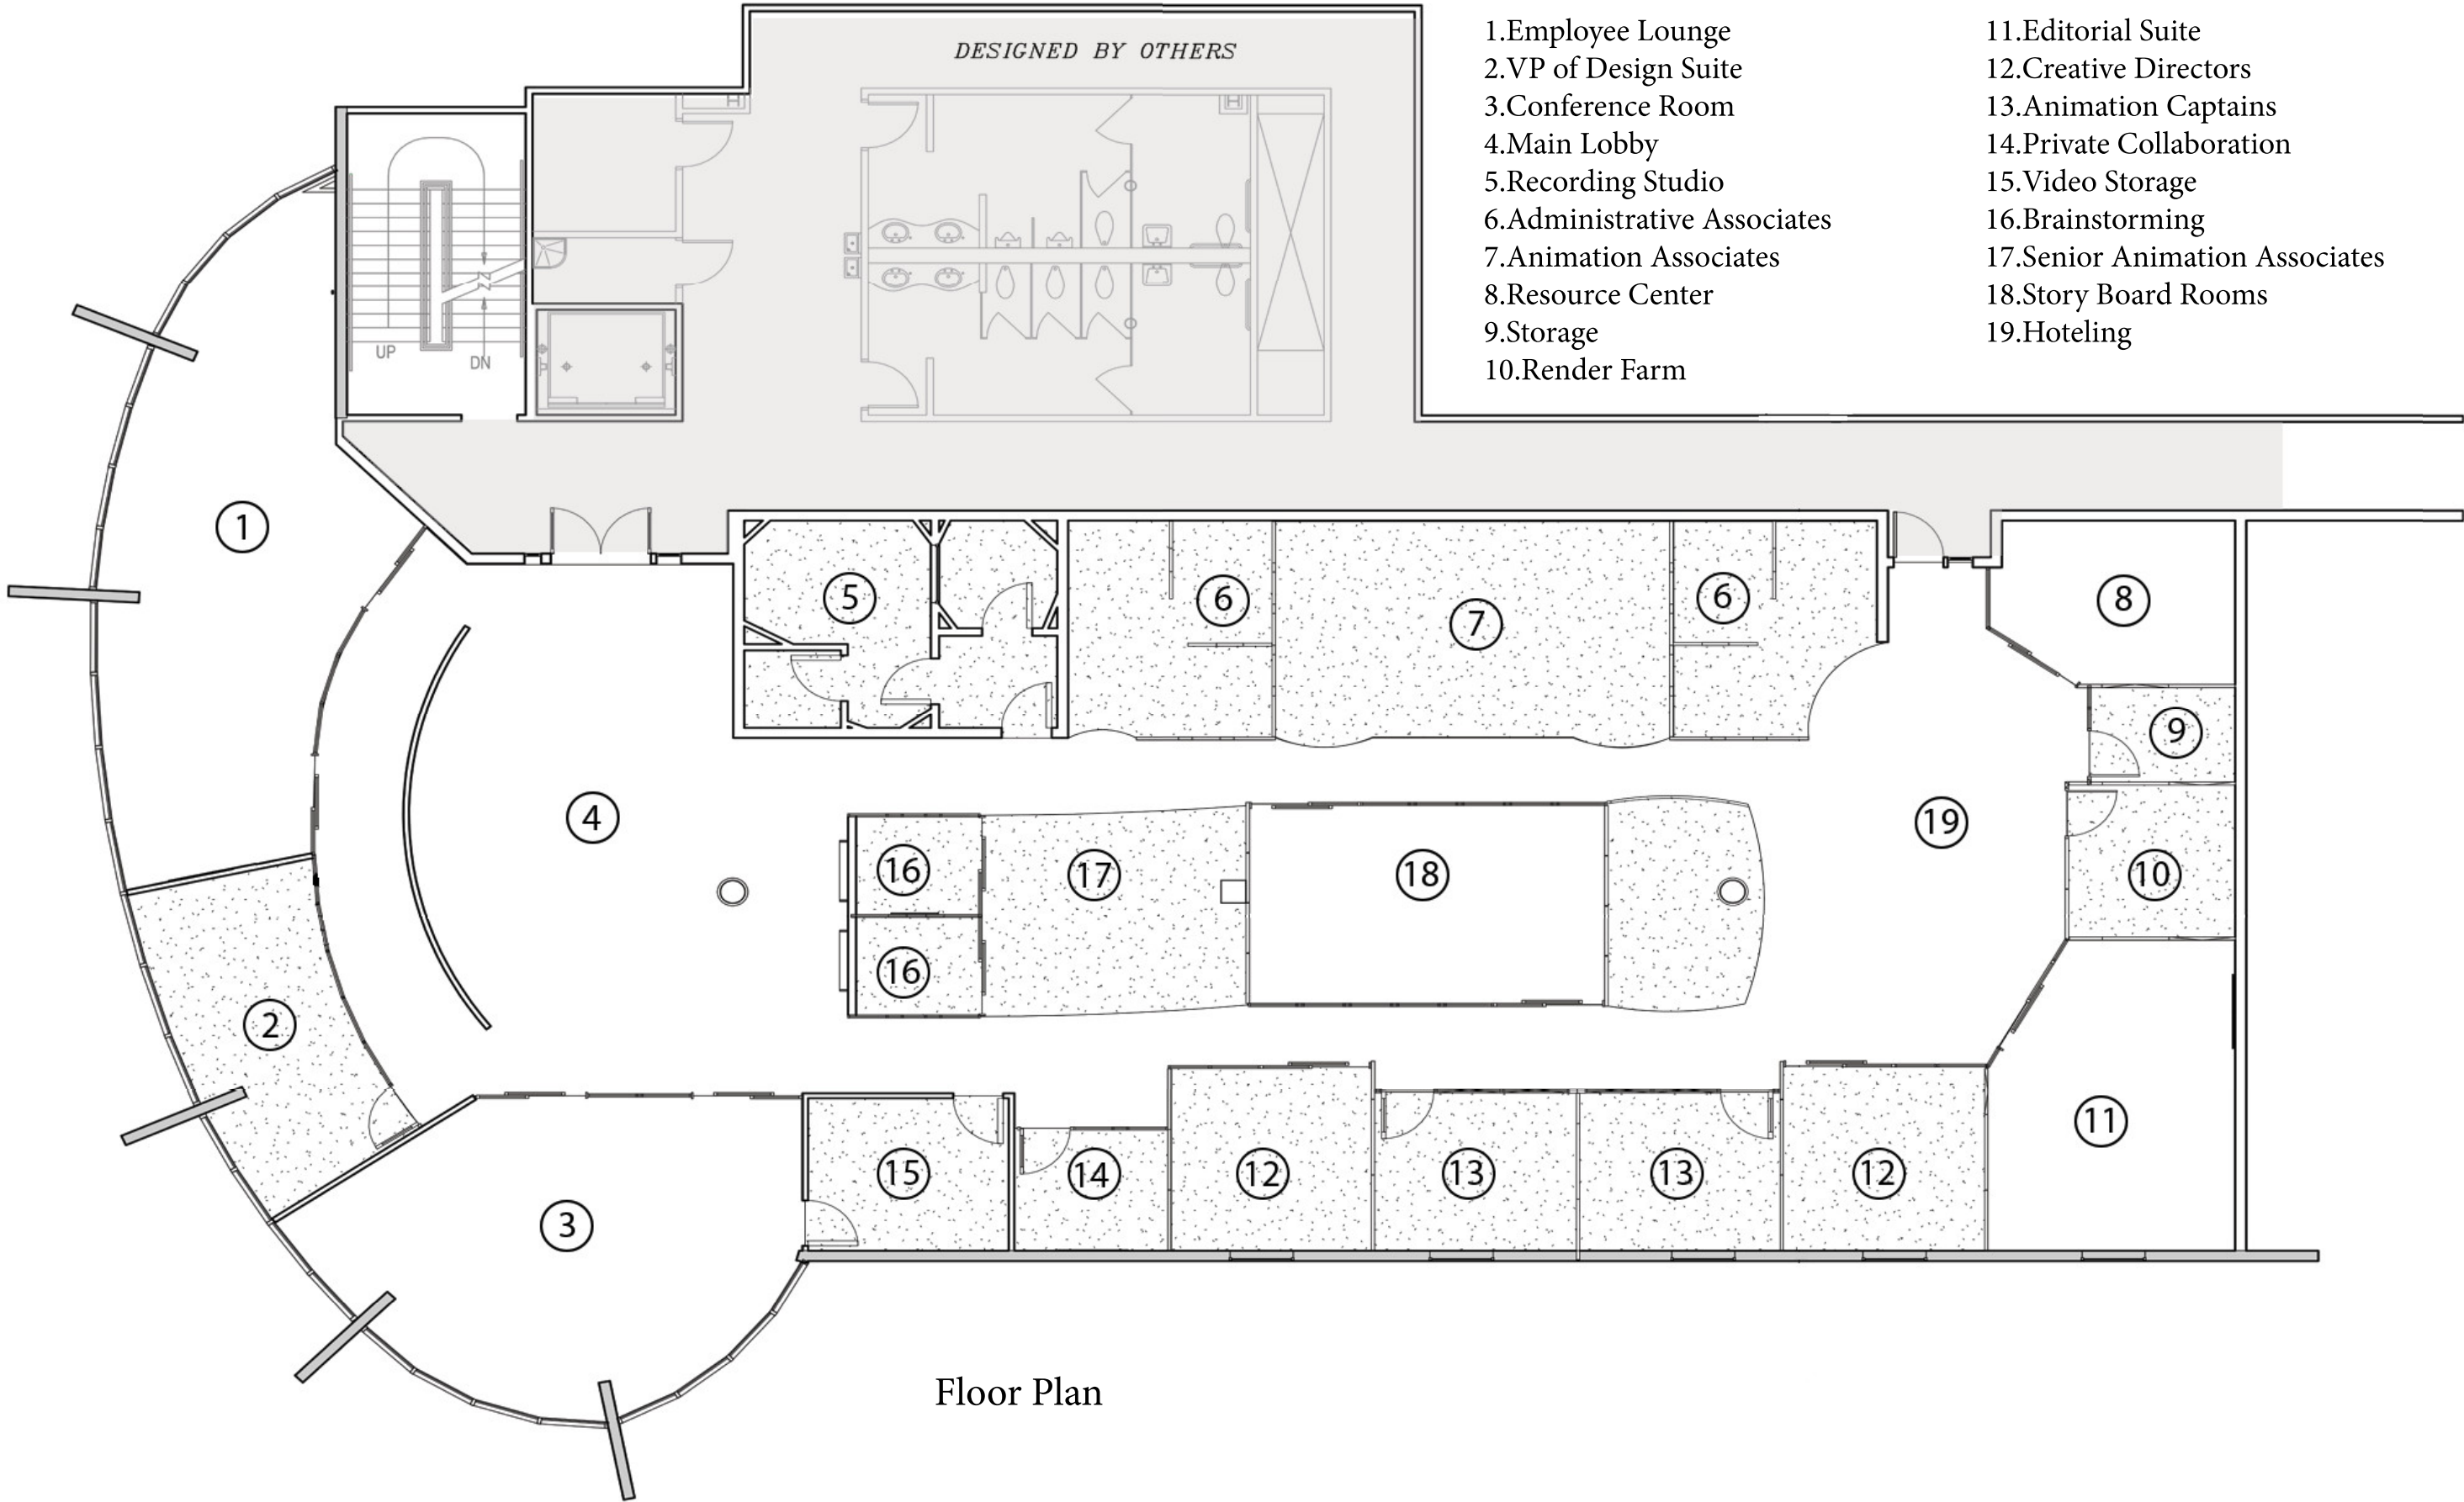 DESIGNED BY OTHERS
1.Employee Lounge
2.VP of Design Suite
3.Conference Room
4.Main Lobby
5.Recording Studio
6.Administrative Associates
7.Animation Associates
8.Resource Center
9.Storage
10.Render Farm
11.Editorial Suite
12.Creative Directors
13.Animation Captains
14.Private Collaboration
15.Video Storage
16.Brainstorming
17.Senior Animation Associates
18.Story Board Rooms
19.Hoteling
UP
DN
1
5
6
7
6
8
9
4
19
16
17
18
10
16
2
11
3
15
14
12
13
13
12
Floor Plan